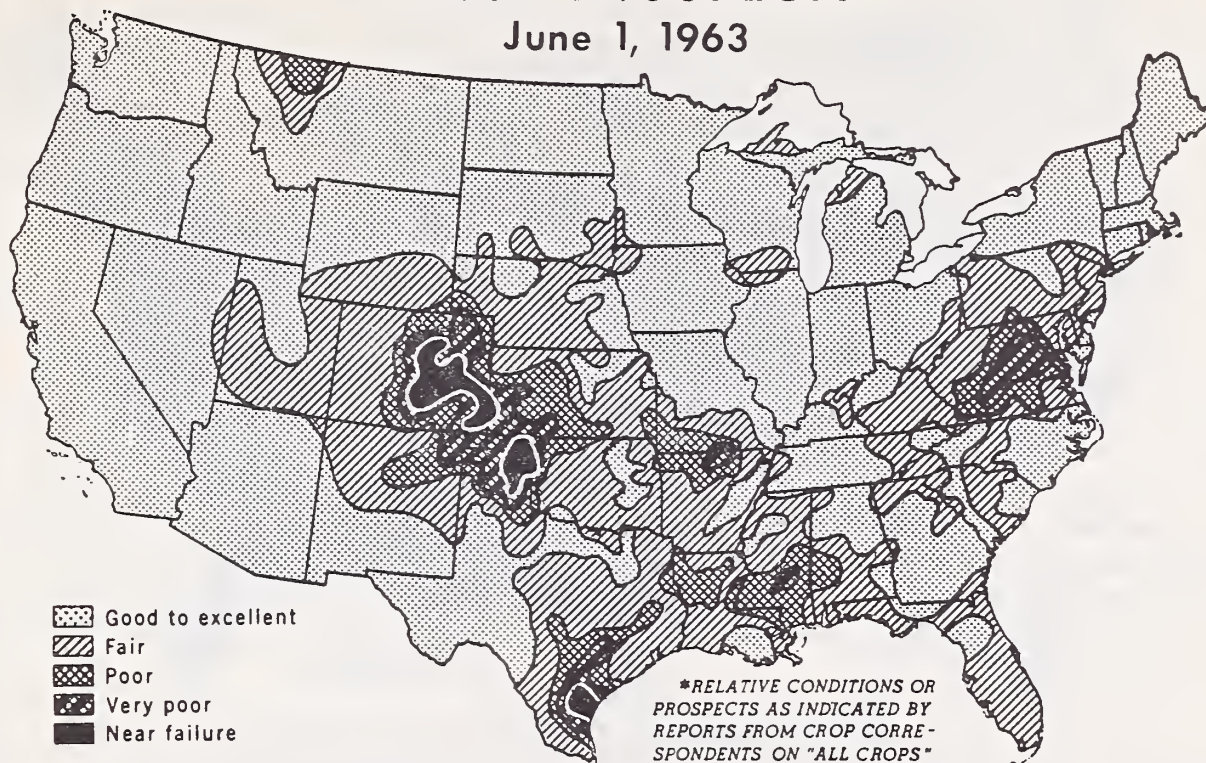 June 1, 1963
Good to excellent
Fair
Poor
Very poor
Near failure
*RELATIVE CONDITIONS OR
PROSPECTS AS INDICATED BY
REPORTS FROM CROP CORRE-
SPONDENTS ON "ALL CROPS"